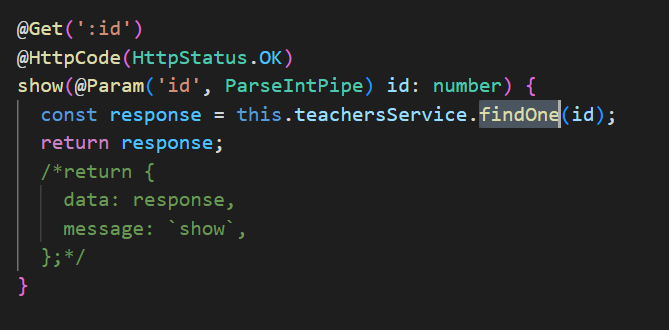 @Get(':id')
@HttpCode(HttpStatus.OK)
show(@Param('id', ParseIntPipe) id: number) {
  const response = this.teachersService.findOne(id);
  return response;
  /*return {
    data: response,
    message: `show`,
  };*/
}